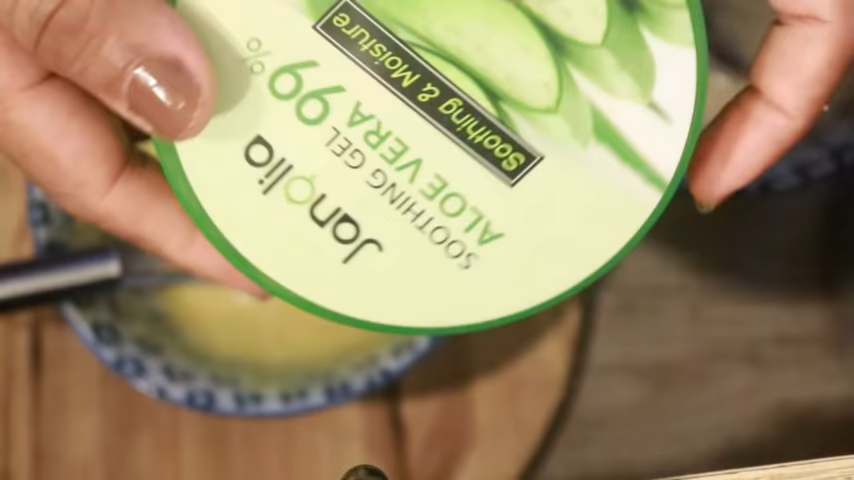 Janolia
SOOTHING GEL
ALOE VERA 99%
Soothing & Moisture